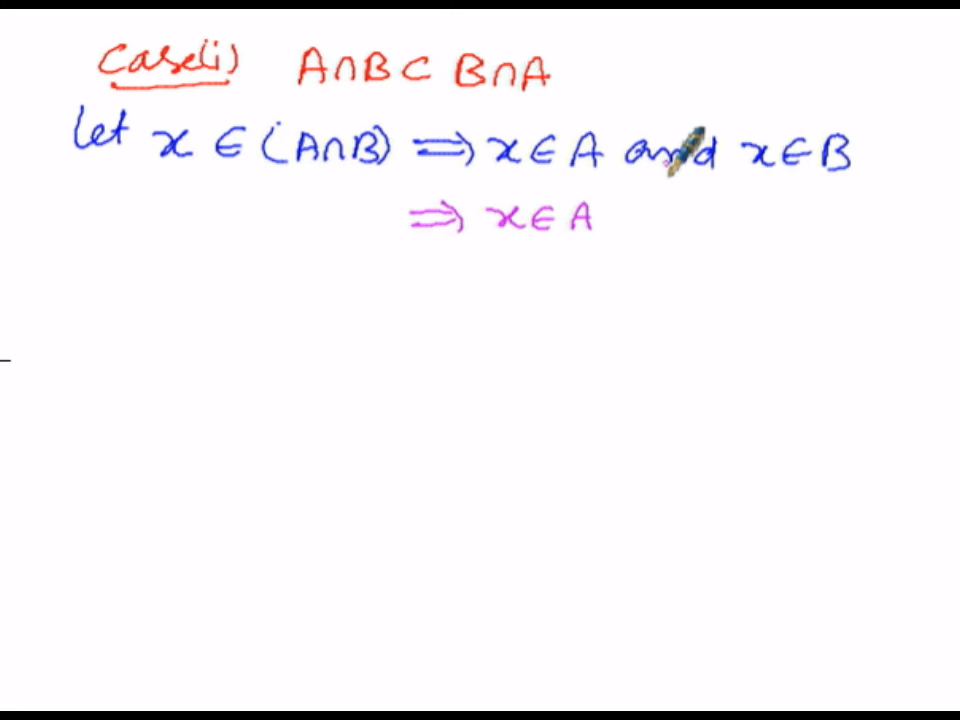 Case(i) A∩B ⊂ B∩A
Let x ∈ (A∩B) ⟹ x∈A and x∈B
⟹ x∈A